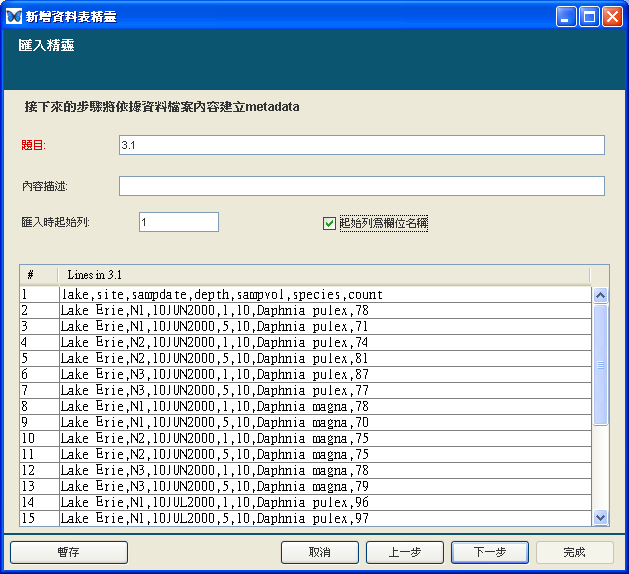 新增資料表精靈
匯入精靈
接下來的步驟將依據資料檔案內容建立metadata
題目: 3.1
內容描述:
匯入時起始列: 1 起始列為欄位名稱
# Lines in 3.1
1 lake,site,sampdate,depth,sampvol,species,count
2 Lake Erie,N1,10JUN2000,1,10,Daphnia pulex,78
3 Lake Erie,N1,10JUN2000,5,10,Daphnia pulex,71
4 Lake Erie,N2,10JUN2000,1,10,Daphnia pulex,74
5 Lake Erie,N2,10JUN2000,5,10,Daphnia pulex,81
6 Lake Erie,N3,10JUN2000,1,10,Daphnia pulex,87
7 Lake Erie,N3,10JUN2000,5,10,Daphnia pulex,77
8 Lake Erie,N1,10JUN2000,1,10,Daphnia magna,78
9 Lake Erie,N1,10JUN2000,5,10,Daphnia magna,70
10 Lake Erie,N2,10JUN2000,1,10,Daphnia magna,75
11 Lake Erie,N2,10JUN2000,5,10,Daphnia magna,75
12 Lake Erie,N3,10JUN2000,1,10,Daphnia magna,78
13 Lake Erie,N3,10JUN2000,5,10,Daphnia magna,79
14 Lake Erie,N1,10JUL2000,1,10,Daphnia pulex,96
15 Lake Erie,N1,10JUL2000,5,10,Daphnia pulex,97
暫存 取消 上一步 下一步 完成